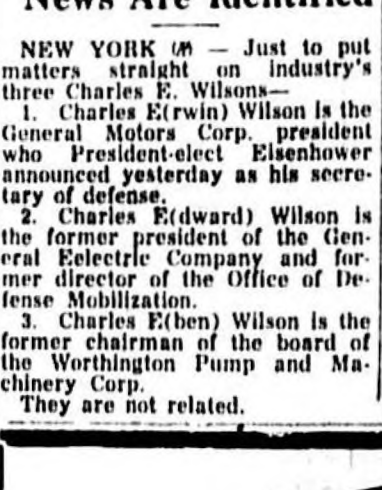 News Are Identified
NEW YORK (AP) — Just to put
matters straight on industry's
three Charles E. Wilsons—
1. Charles E(rwin) Wilson is the
General Motors Corp. president
who President-elect Eisenhower
announced yesterday as his secre-
tary of defense.
2. Charles E(dward) Wilson is
the former president of the Gen-
eral Eelectric Company and for-
mer director of the Office of De-
fense Mobilization.
3. Charles E(ben) Wilson is the
former chairman of the board of
the Worthington Pump and Ma-
chinery Corp.
They are not related.